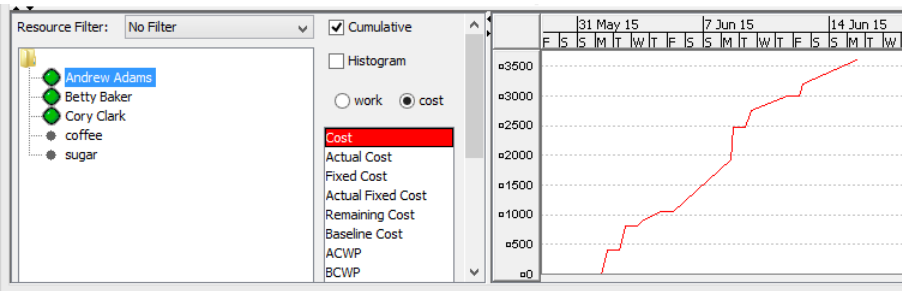 Resource Filter: No Filter
Andrew Adams
Betty Baker
Cory Clark
coffee
sugar
Cumulative
Histogram
work cost
Cost
Actual Cost
Fixed Cost
Actual Fixed Cost
Remaining Cost
Baseline Cost
ACWP
BCWP
31 May 15 7 Jun 15 14 Jun 15
F S S M T W T F S S M T W T F S S M T W T F S S M T W
¤3500
¤3000
¤2500
¤2000
¤1500
¤1000
¤500
¤0